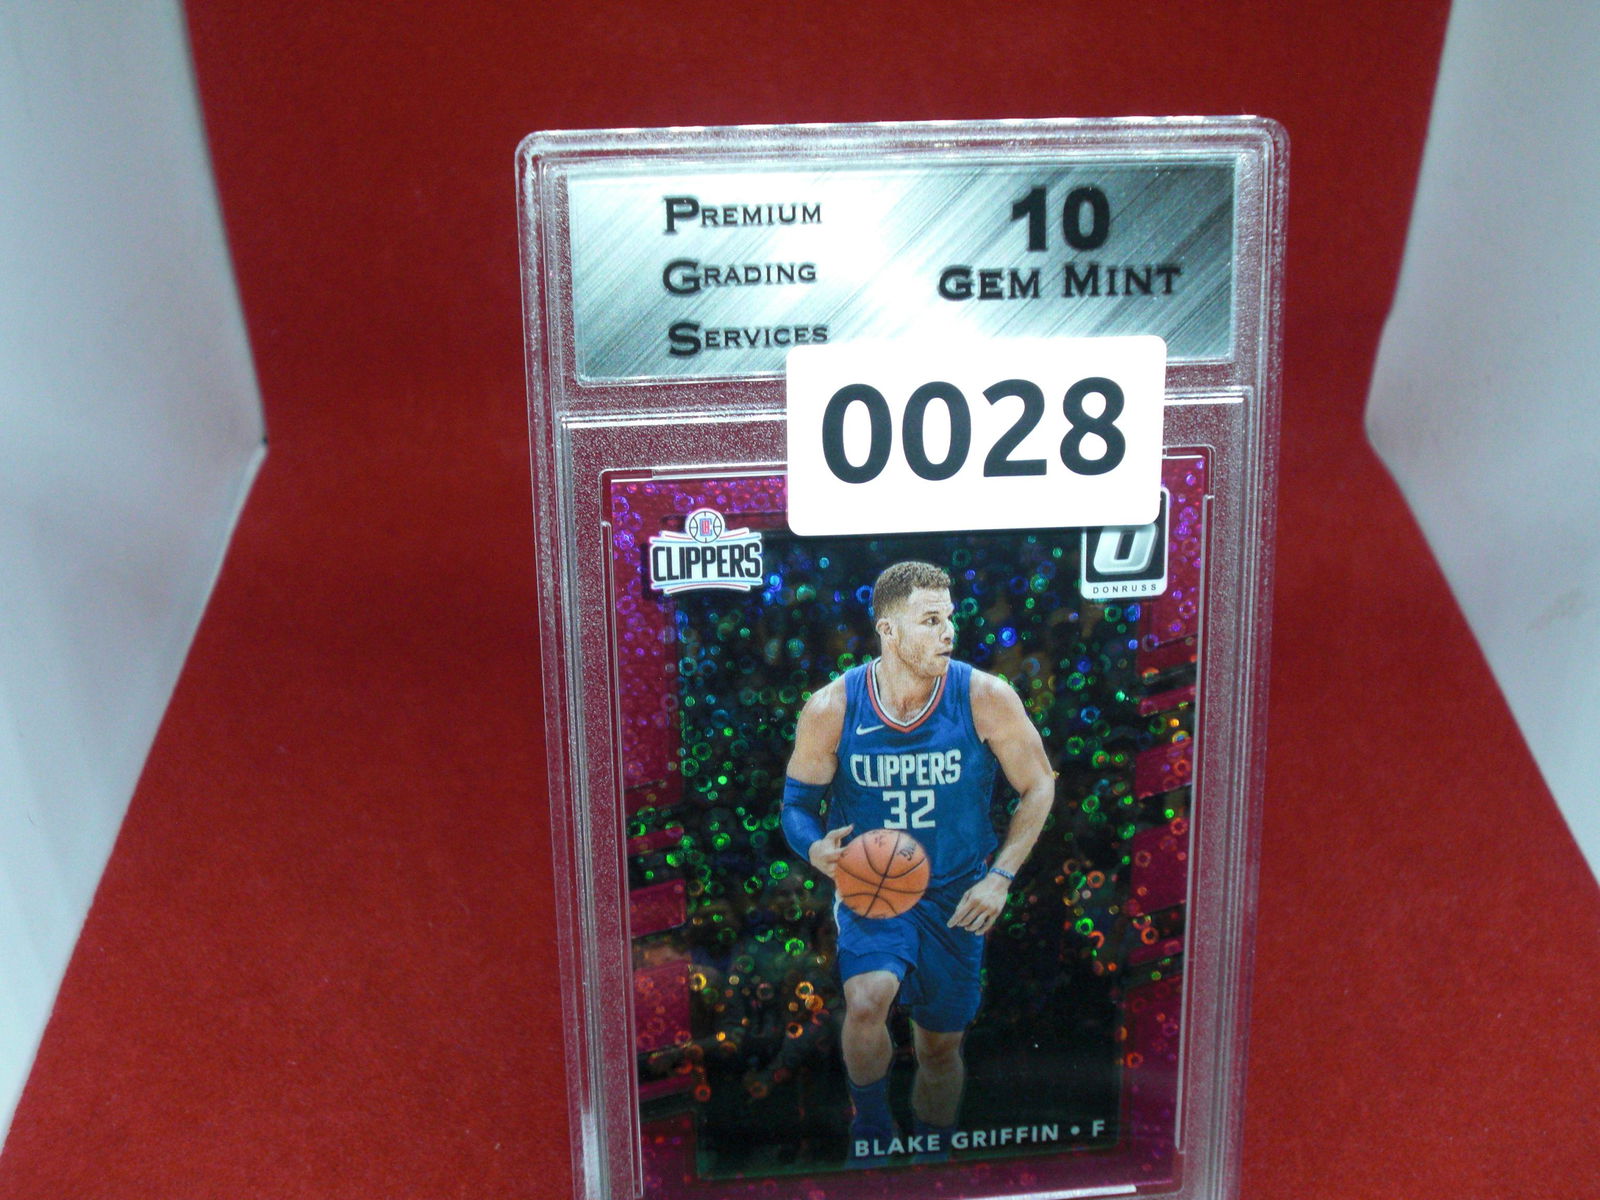 PREMIUM
GRADING
SERVICES
10
GEM MINT
0028
CLIPPERS
DONRUSS
CLIPPERS
32
BLAKE GRIFFIN • F